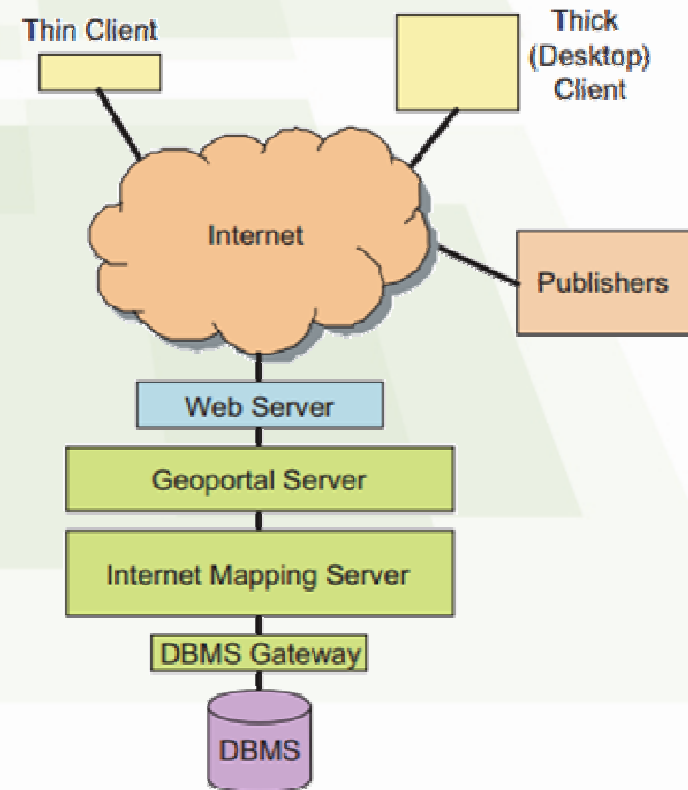 Thin Client
Thick
(Desktop)
Client
Internet
Publishers
Web Server
Geoportal Server
Internet Mapping Server
DBMS Gateway
DBMS